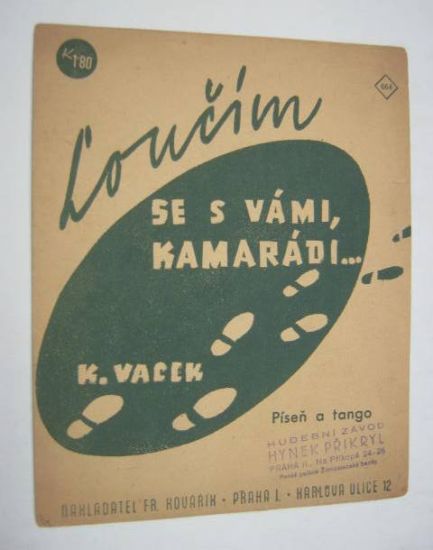 K 1'80
664
Loučím
SE S VÁMI,
KAMARÁDI...
K. VACEK
Píseň a tango
HUDEBNÍ ZÁVOD
HYNEK PŘIKRYL
PRAHA II., Na Příkopě 24-26
NAKLADATEL FR. KOVAŘÍK • PRAHA I. • KARLOVA ULICE 12